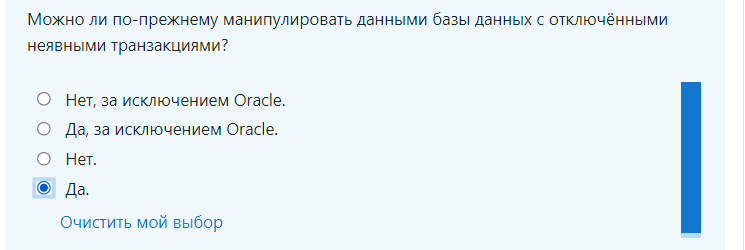 Можно ли по-прежнему манипулировать данными базы данных с отключёнными
неявными транзакциями?
Нет, за исключением Oracle.
Да, за исключением Oracle.
Нет.
Да.
Очистить мой выбор